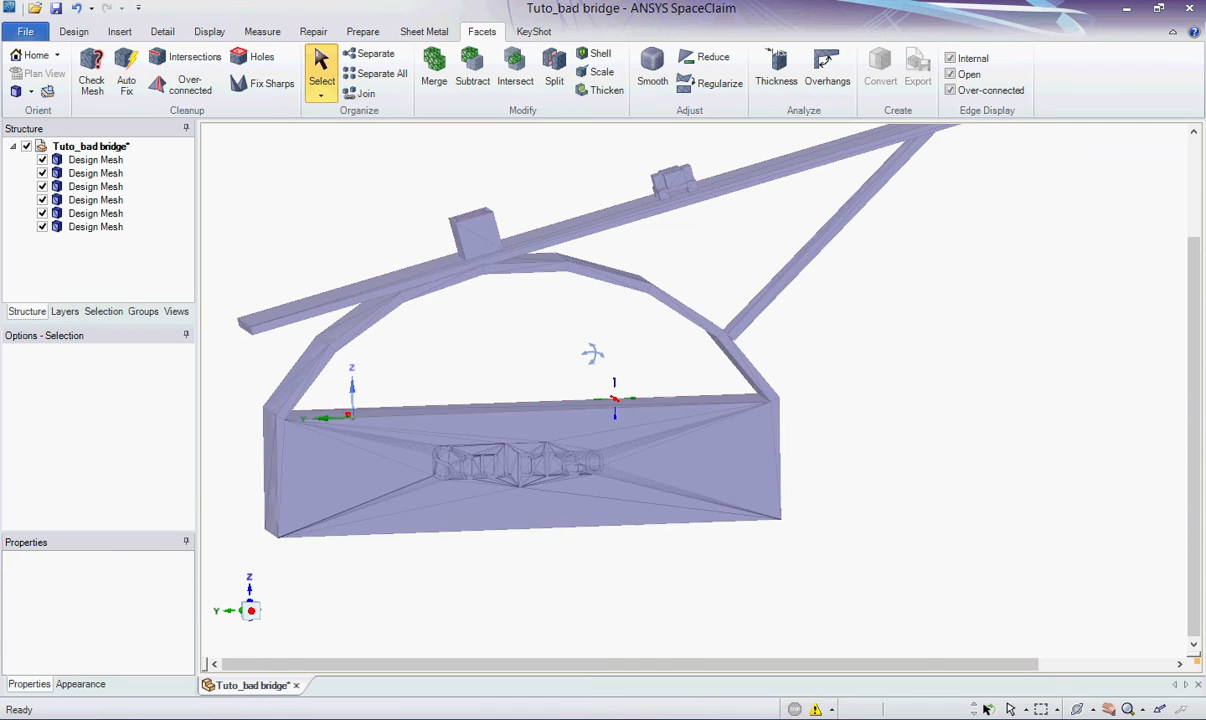 Tuto_bad bridge - ANSYS SpaceClaim
File Design Insert Detail Display Measure Repair Prepare Sheet Metal Facets KeyShot
Home
Plan View
Orient
Check Mesh
Auto Fix
Intersections
Over-connected
Holes
Fix Sharps
Cleanup
Select
Separate
Separate All
Join
Organize
Merge
Subtract
Intersect
Split
Shell
Scale
Thicken
Modify
Smooth
Reduce
Regularize
Adjust
Thickness
Overhangs
Analyze
Convert
Export
Create
Internal
Open
Over-connected
Edge Display
Structure
Tuto_bad bridge*
Design Mesh
Design Mesh
Design Mesh
Design Mesh
Design Mesh
Design Mesh
Structure Layers Selection Groups Views
Options - Selection
Properties
Properties Appearance
Z
Y
Z
Y
Tuto_bad bridge*
Ready